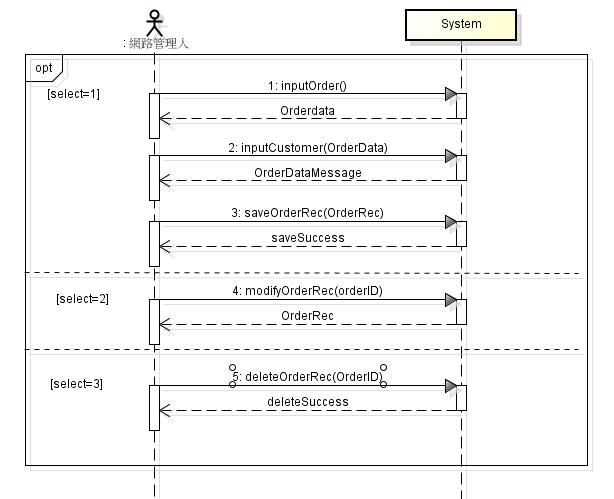 System
: 網路管理人
opt
[select=1]
1: inputOrder()
Orderdata
2: inputCustomer(OrderData)
OrderDataMessage
3: saveOrderRec(OrderRec)
saveSuccess
[select=2]
4: modifyOrderRec(orderID)
OrderRec
[select=3]
5: deleteOrderRec(OrderID)
deleteSuccess